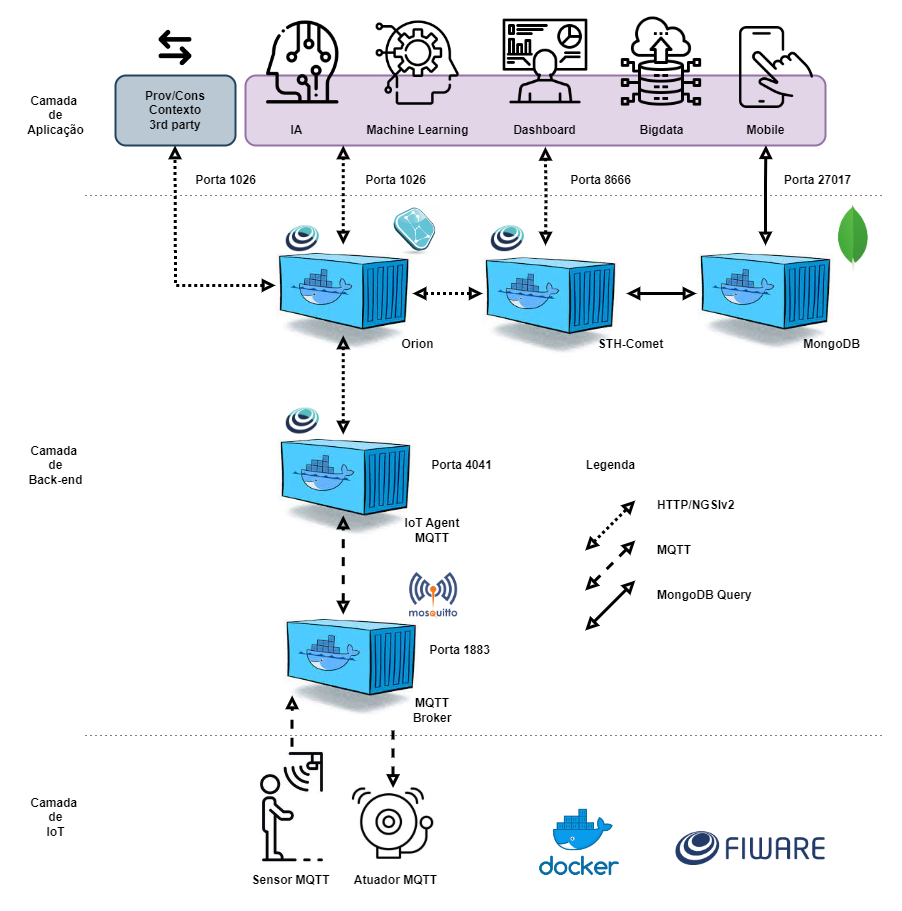 Camada
de
Aplicação
Prov/Cons
Contexto
3rd party
IA
Machine Learning
Dashboard
Bigdata
Mobile
Porta 1026
Porta 1026
Porta 8666
Porta 27017
Orion
STH-Comet
MongoDB
Camada
de
Back-end
Porta 4041
IoT Agent
MQTT
Legenda
HTTP/NGSIv2
MQTT
MongoDB Query
mosquitto
Porta 1883
MQTT
Broker
Camada
de
IoT
Sensor MQTT
Atuador MQTT
docker
FIWARE